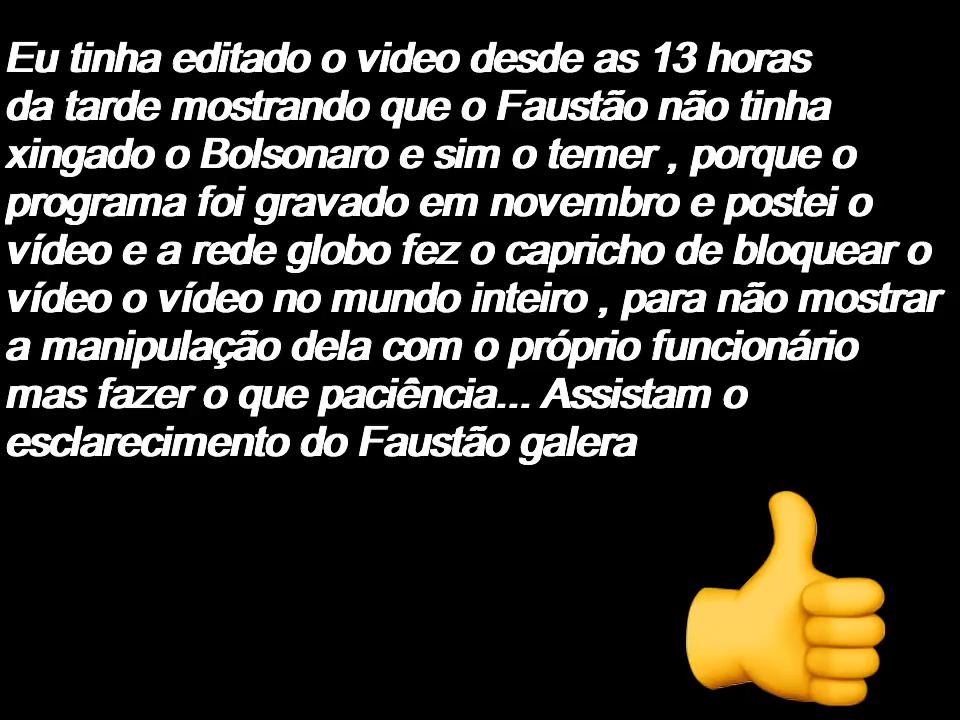 Eu tinha editado o video desde as 13 horas
da tarde mostrando que o Faustão não tinha
xingado o Bolsonaro e sim o temer , porque o
programa foi gravado em novembro e postei o
vídeo e a rede globo fez o capricho de bloquear o
vídeo o vídeo no mundo inteiro , para não mostrar
a manipulação dela com o próprio funcionário
mas fazer o que paciência... Assistam o
esclarecimento do Faustão galera